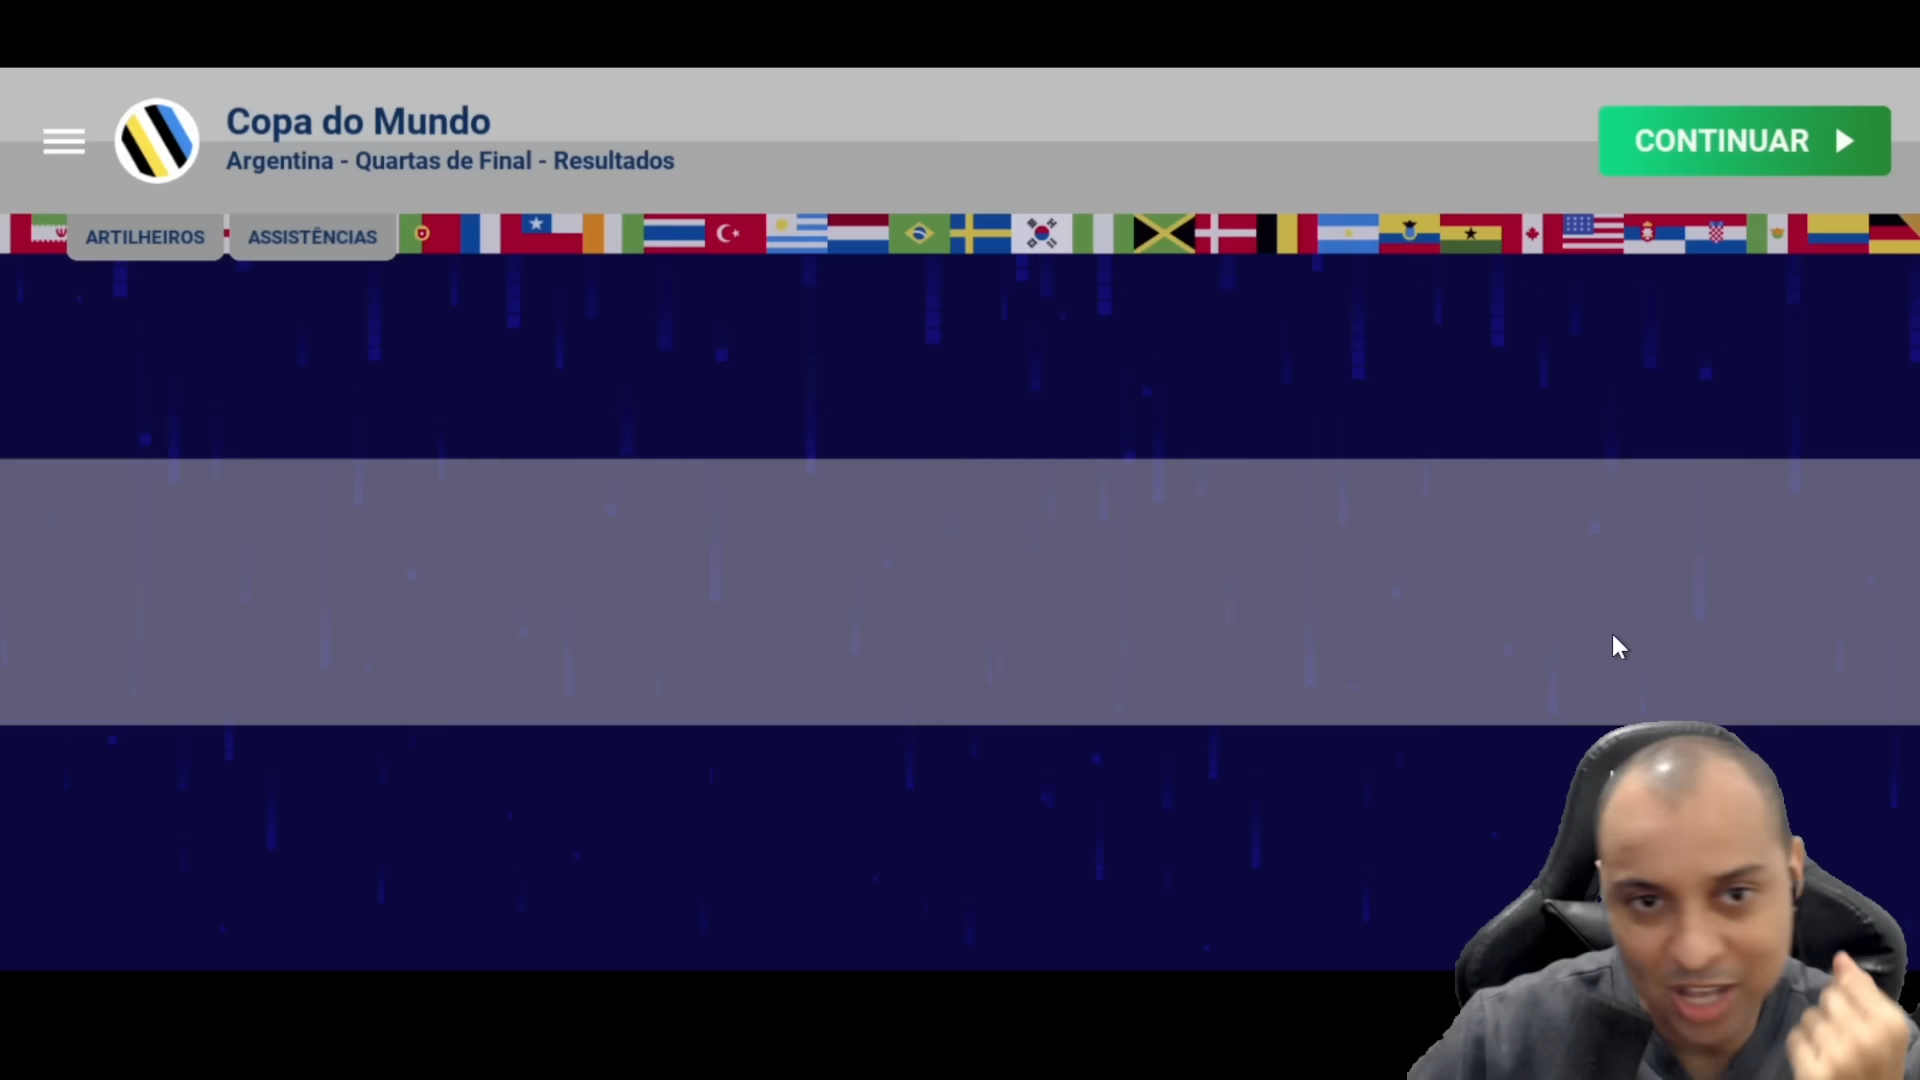 Copa do Mundo
Argentina - Quartas de Final - Resultados
CONTINUAR
ARTILHEIROS
ASSISTÊNCIAS